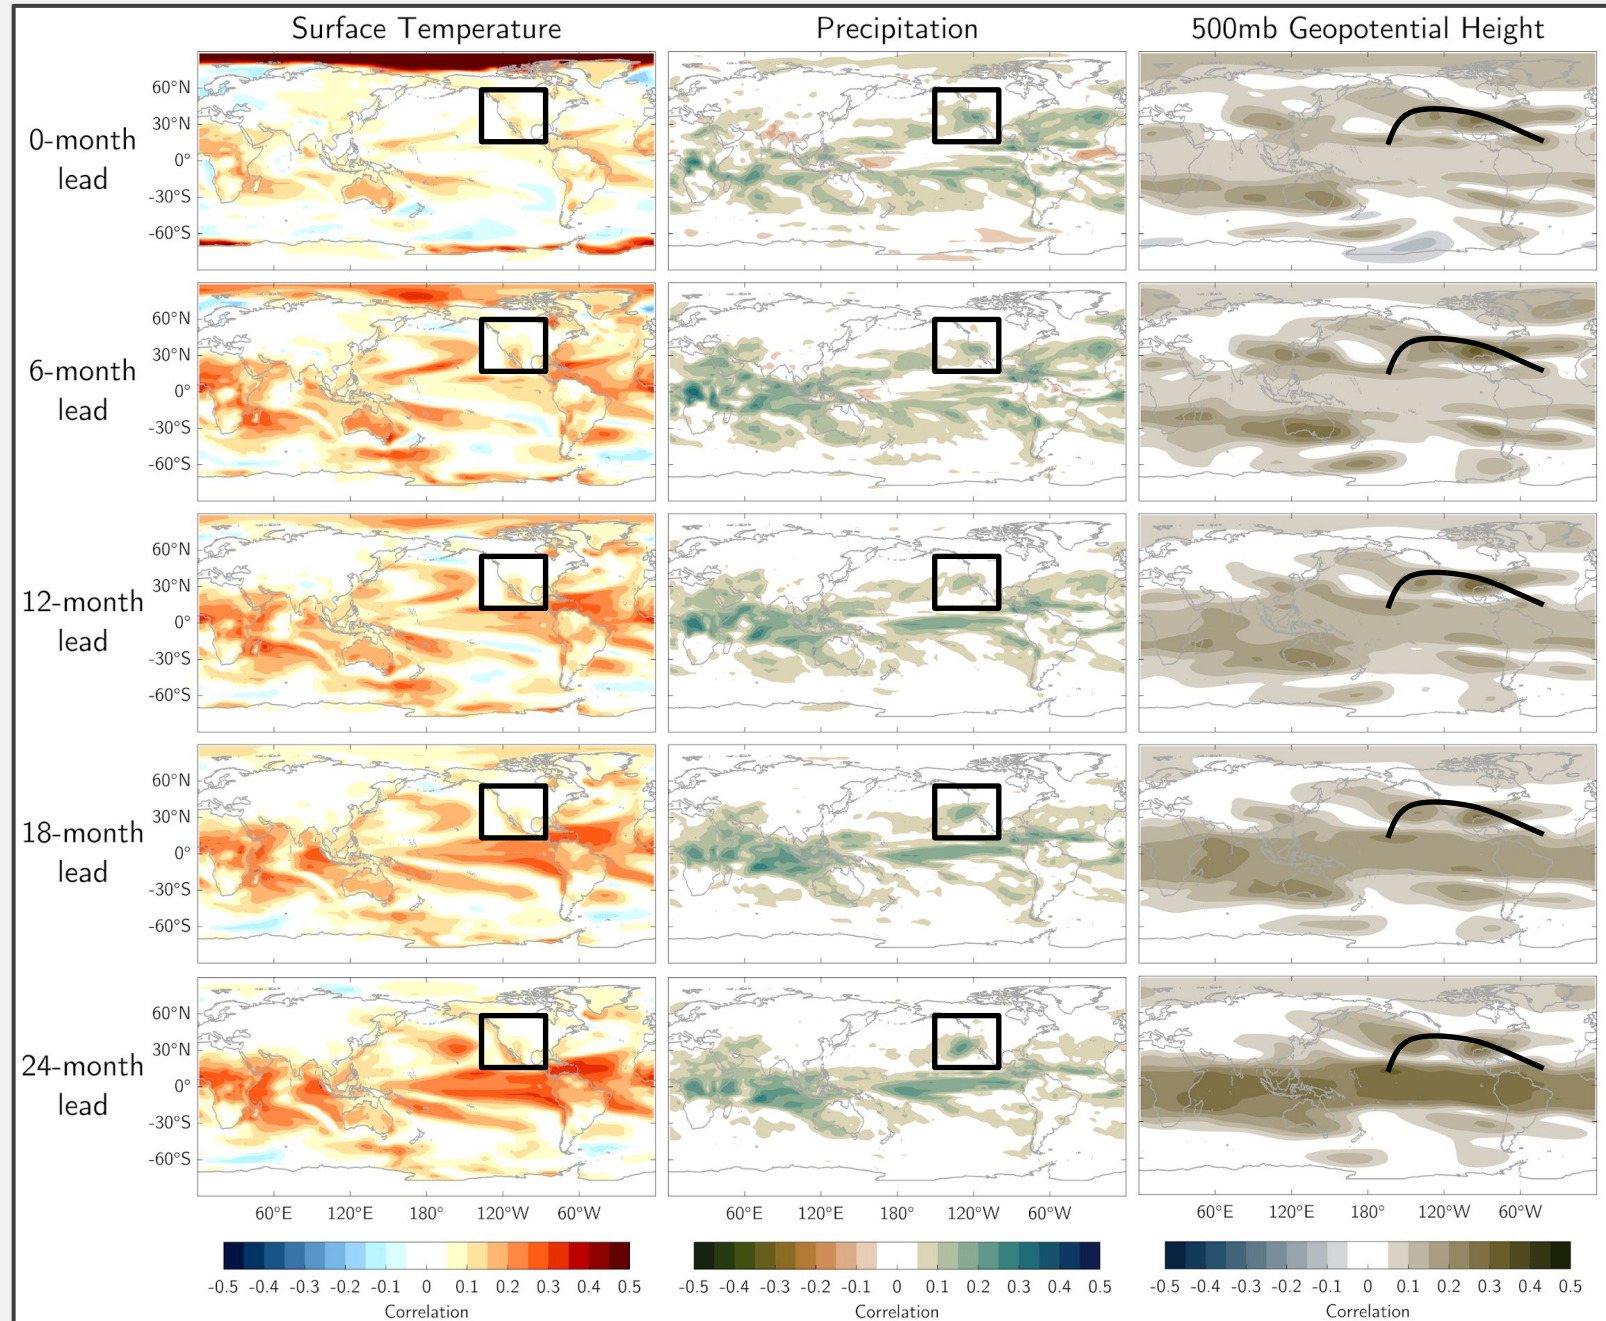 Surface Temperature Precipitation 500mb Geopotential Height
0-month
lead
60°N
30°N
0°
-30°S
-60°S
6-month
lead
60°N
30°N
0°
-30°S
-60°S
12-month
lead
60°N
30°N
0°
-30°S
-60°S
18-month
lead
60°N
30°N
0°
-30°S
-60°S
24-month
lead
60°N
30°N
0°
-30°S
-60°S
60°E 120°E 180° 120°W 60°W 60°E 120°E 180° 120°W 60°W 60°E 120°E 180° 120°W 60°W
-0.5 -0.4 -0.3 -0.2 -0.1 0 0.1 0.2 0.3 0.4 0.5 -0.5 -0.4 -0.3 -0.2 -0.1 0 0.1 0.2 0.3 0.4 0.5 -0.5 -0.4 -0.3 -0.2 -0.1 0 0.1 0.2 0.3 0.4 0.5
Correlation Correlation Correlation